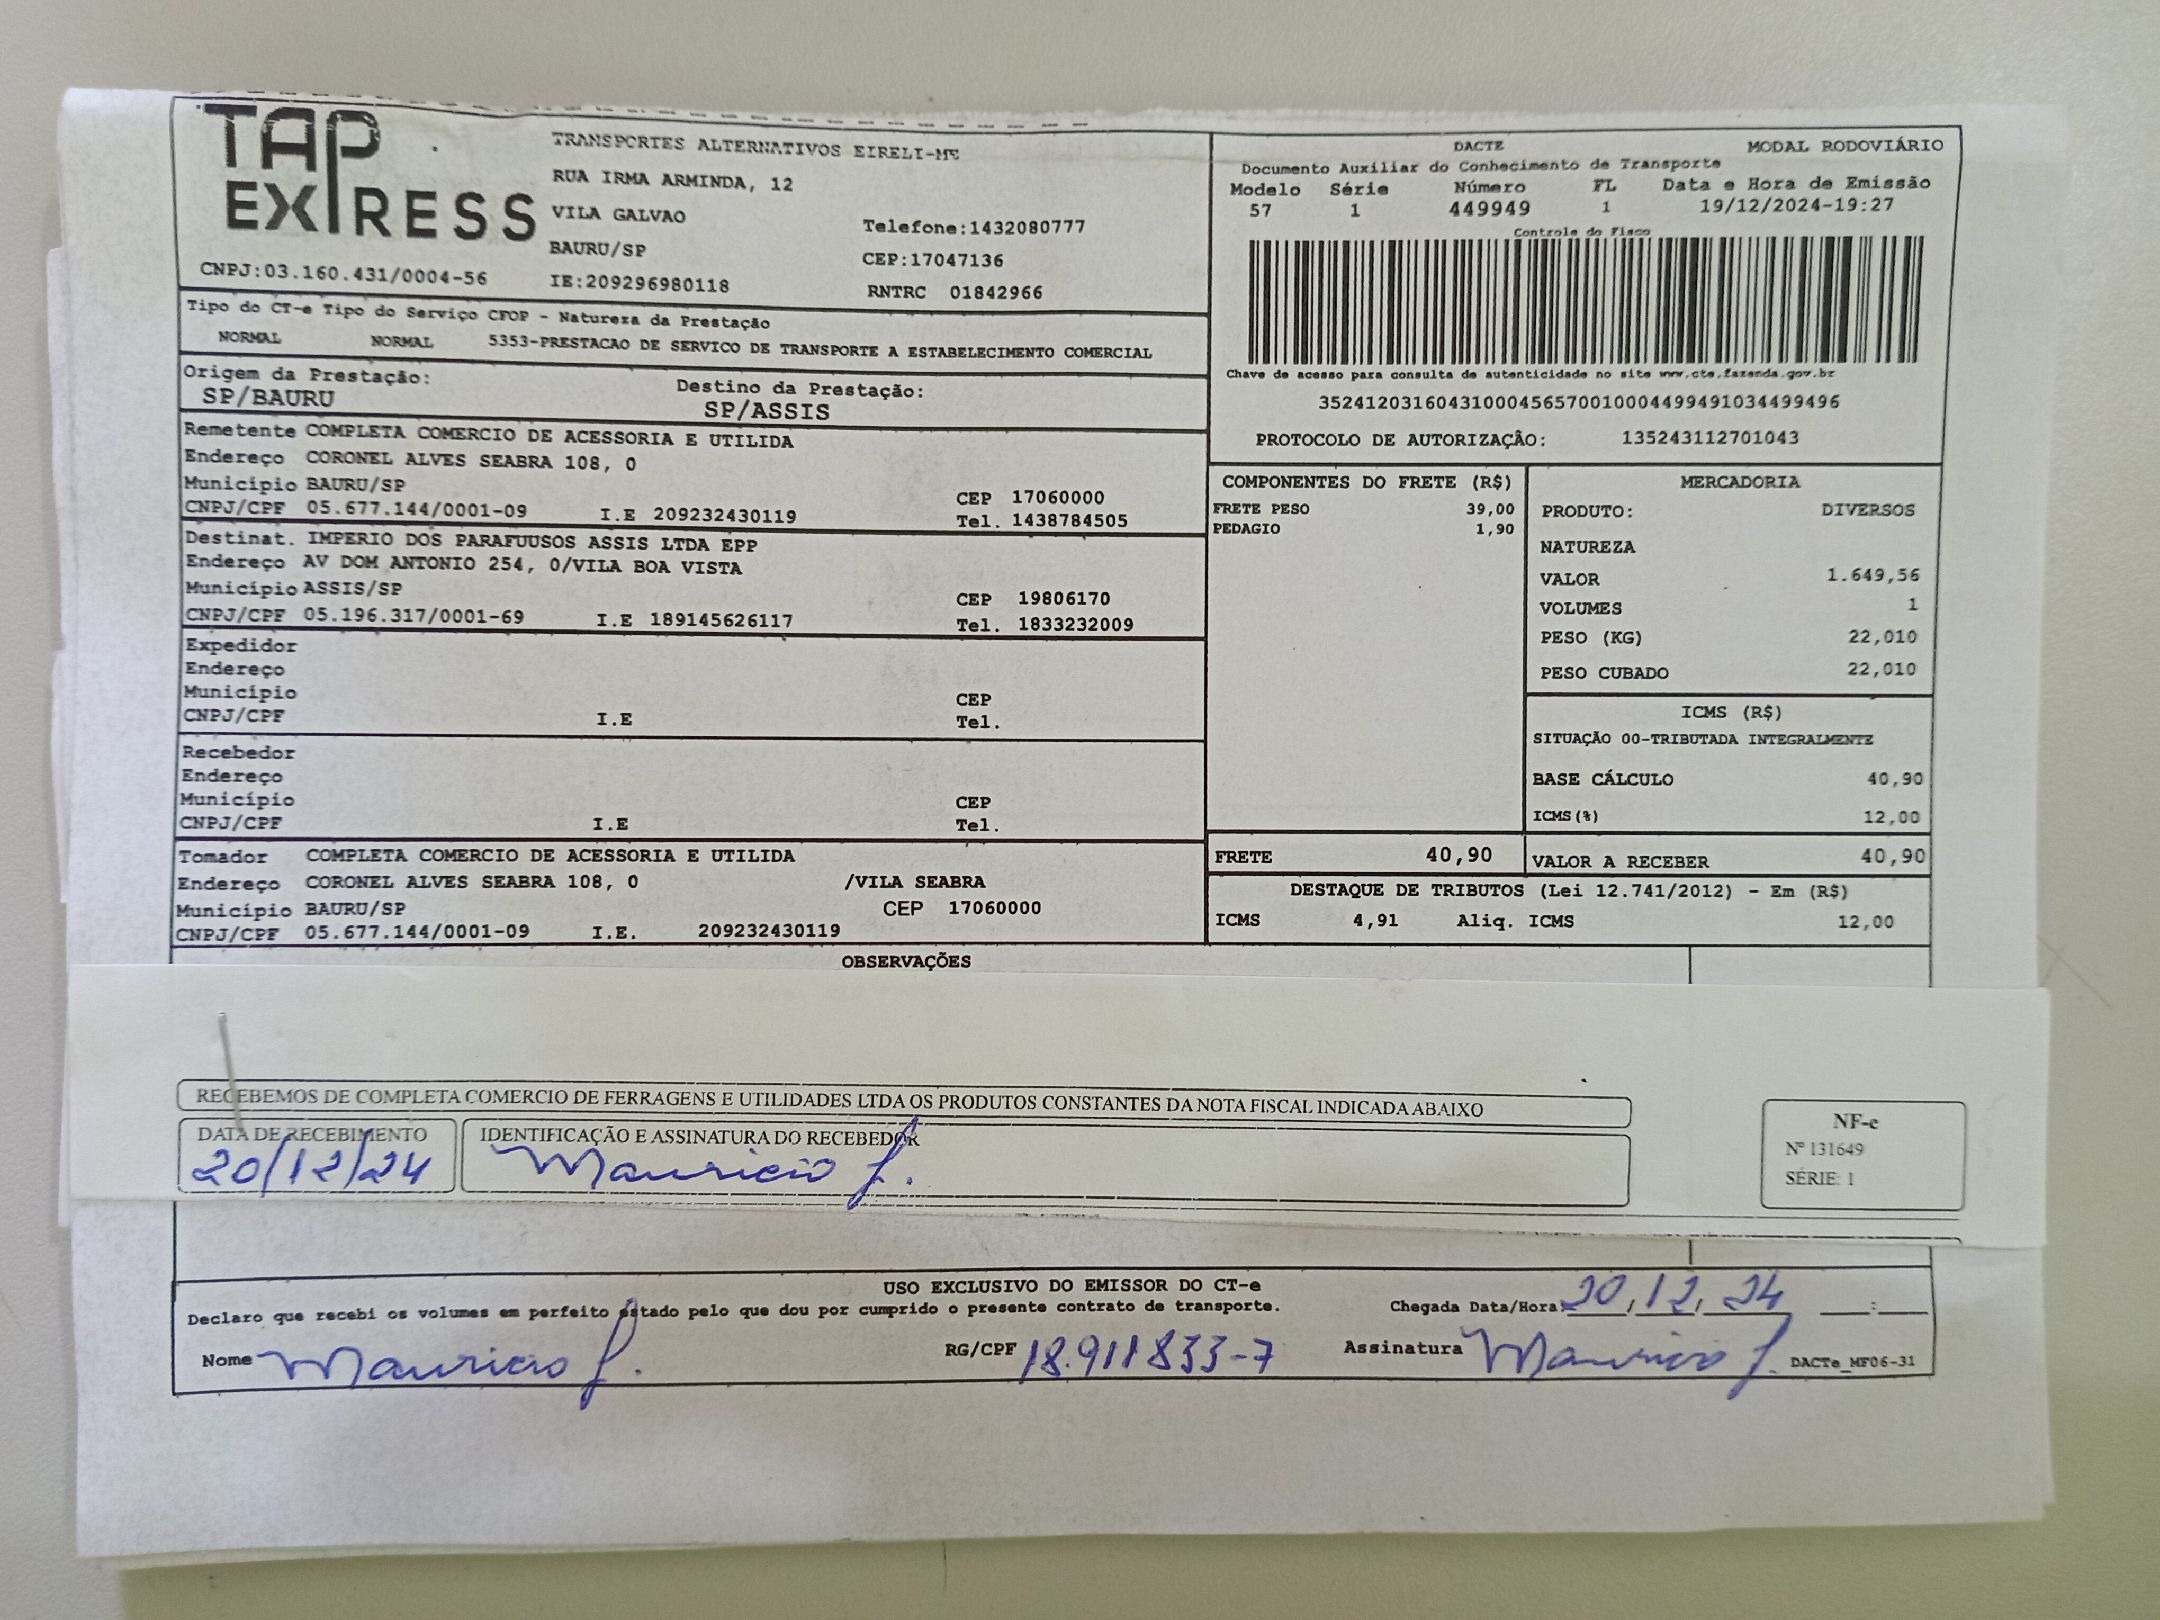 TAP EXPRESS
TRANSPORTES ALTERNATIVOS EIRELI-ME
RUA IRMA ARMINDA, 12
VILA GALVAO
Telefone:1432080777
BAURU/SP
CEP:17047136
CNPJ:03.160.431/0004-56
IE:209296980118
RNTRC 01842966
DACTE
MODAL RODOVIÁRIO
Documento Auxiliar do Conhecimento de Transporte
Modelo Série Número FL Data e Hora de Emissão
57 1 449949 1 19/12/2024-19:27
Controle do Fisco
Chave de acesso para consulta de autenticidade no site www.cte.fazenda.gov.br
35241203160431000456570010004499491034499496
PROTOCOLO DE AUTORIZAÇÃO: 135243112701043
Tipo do CT-e Tipo do Serviço CFOP - Natureza da Prestação
NORMAL NORMAL 5353-PRESTACAO DE SERVICO DE TRANSPORTE A ESTABELECIMENTO COMERCIAL
Origem da Prestação: Destino da Prestação:
SP/BAURU SP/ASSIS
Remetente COMPLETA COMERCIO DE ACESSORIA E UTILIDA
Endereço CORONEL ALVES SEABRA 108, 0
Município BAURU/SP CEP 17060000
CNPJ/CPF 05.677.144/0001-09 I.E 209232430119 Tel. 1438784505
Destinat. IMPERIO DOS PARAFUUSOS ASSIS LTDA EPP
Endereço AV DOM ANTONIO 254, 0/VILA BOA VISTA
Município ASSIS/SP CEP 19806170
CNPJ/CPF 05.196.317/0001-69 I.E 189145626117 Tel. 1833232009
Expedidor
Endereço
Município CEP
CNPJ/CPF I.E Tel.
Recebedor
Endereço
Município CEP
CNPJ/CPF I.E Tel.
Tomador COMPLETA COMERCIO DE ACESSORIA E UTILIDA
Endereço CORONEL ALVES SEABRA 108, 0 /VILA SEABRA
Município BAURU/SP CEP 17060000
CNPJ/CPF 05.677.144/0001-09 I.E. 209232430119
COMPONENTES DO FRETE (R$)
FRETE PESO 39,00
PEDAGIO 1,90
MERCADORIA
PRODUTO: DIVERSOS
NATUREZA
VALOR 1.649,56
VOLUMES 1
PESO (KG) 22,010
PESO CUBADO 22,010
ICMS (R$)
SITUAÇÃO 00-TRIBUTADA INTEGRALMENTE
BASE CÁLCULO 40,90
ICMS(%) 12,00
FRETE 40,90 VALOR A RECEBER 40,90
DESTAQUE DE TRIBUTOS (Lei 12.741/2012) - Em (R$)
ICMS 4,91 Aliq. ICMS 12,00
OBSERVAÇÕES
RECEBEMOS DE COMPLETA COMERCIO DE FERRAGENS E UTILIDADES LTDA OS PRODUTOS CONSTANTES DA NOTA FISCAL INDICADA ABAIXO
DATA DE RECEBIMENTO IDENTIFICAÇÃO E ASSINATURA DO RECEBEDOR
20/12/24 Mauricio J.
NF-e
Nº 131649
SÉRIE: 1
USO EXCLUSIVO DO EMISSOR DO CT-e
Declaro que recebi os volumes em perfeito estado pelo que dou por cumprido o presente contrato de transporte. Chegada Data/Hora: 20/12/24 __:__
Nome Mauricio J. RG/CPF 18.911833-7 Assinatura Mauricio J. DACTe_MF06-31